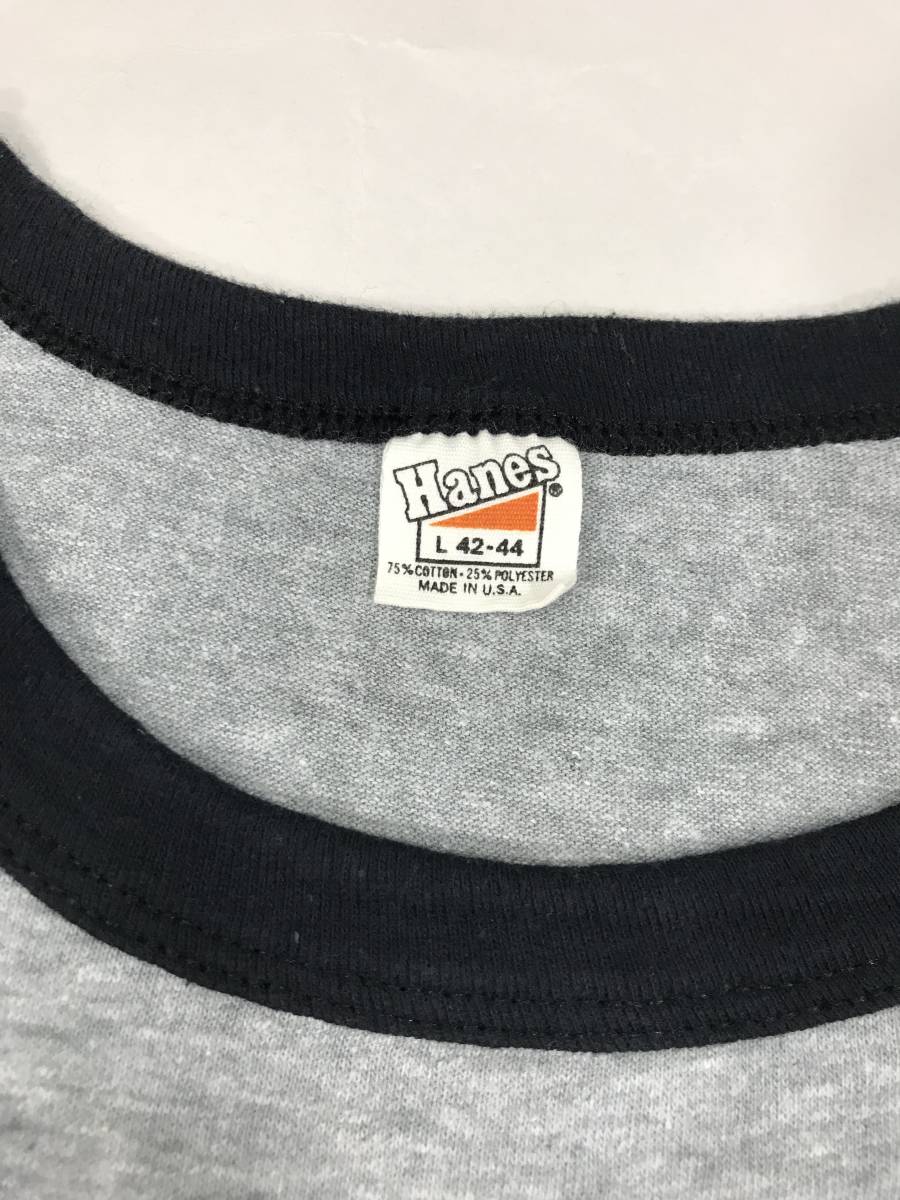 Hanes ®
L 42-44
75% COTTON - 25% POLYESTER
MADE IN U.S.A.